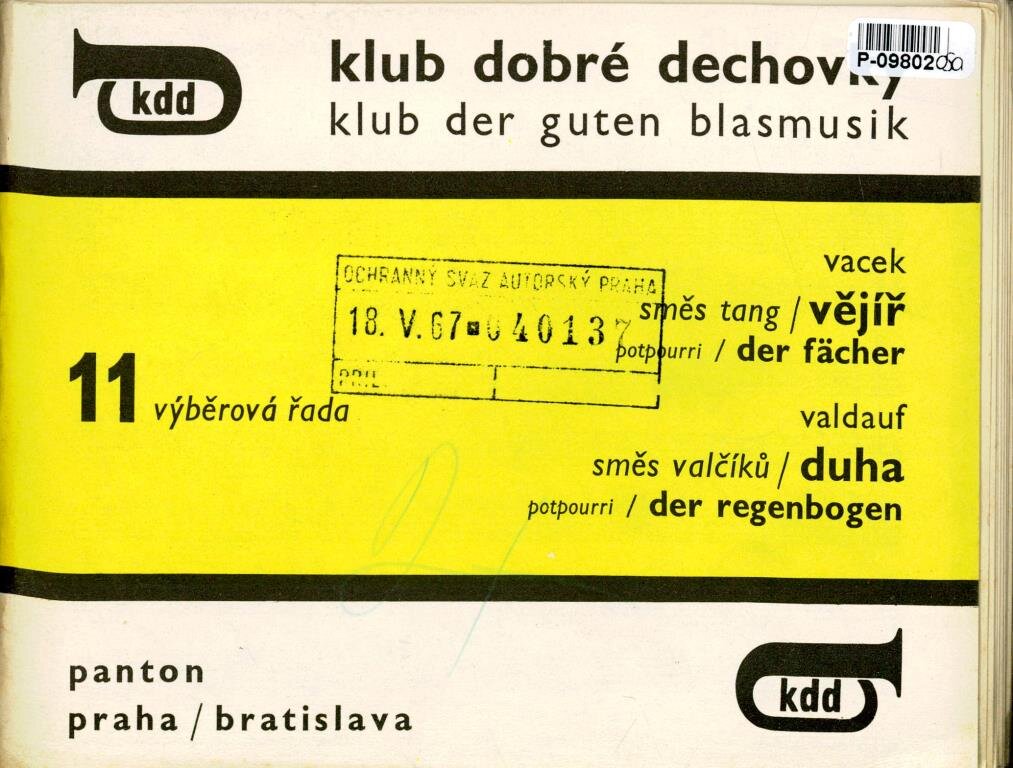 kdd
klub dobré dechovky
P-09802
klub der guten blasmusik
vacek
směs tang / vějíř
potpourri / der fächer
OCHRANNÝ SVAZ AUTORSKÝ PRAHA
18. V. 67 040137
PŘÍL.
11 výběrová řada
valdauf
směs valčíků / duha
potpourri / der regenbogen
panton
praha / bratislava
kdd